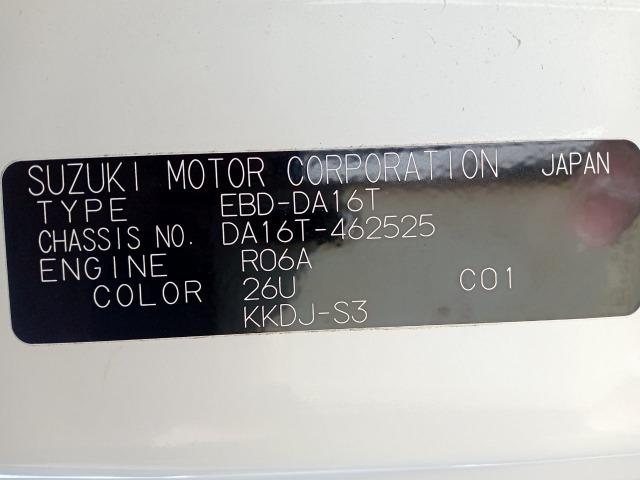 SUZUKI MOTOR CORPORATION JAPAN
TYPE EBD-DA16T
CHASSIS NO. DA16T-462525
ENGINE R06A
COLOR 26U C01
KKDJ-S3